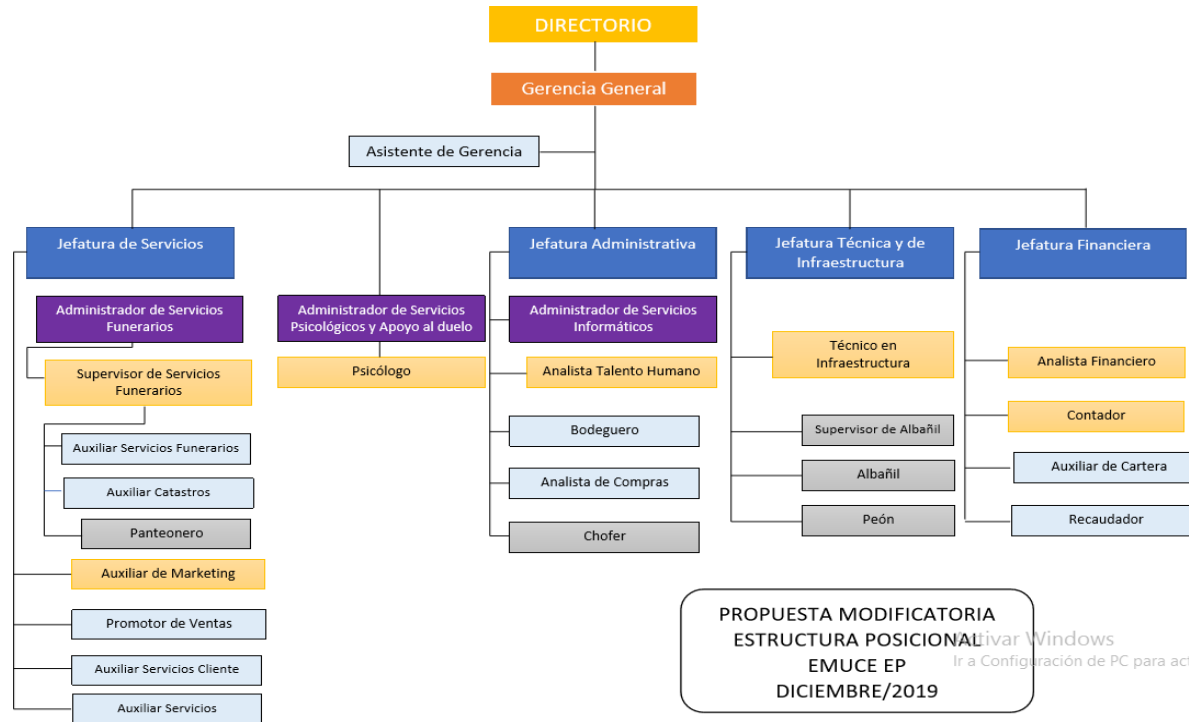 DIRECTORIO
Gerencia General
Asistente de Gerencia
Jefatura de Servicios
Jefatura Administrativa
Jefatura Técnica y de
Infraestructura
Jefatura Financiera
Administrador de Servicios
Funerarios
Administrador de Servicios
Psicológicos y Apoyo al duelo
Administrador de Servicios
Informáticos
Técnico en
Infraestructura
Analista Financiero
Supervisor de Servicios
Funerarios
Psicólogo
Analista Talento Humano
Contador
Auxiliar Servicios Funerarios
Bodeguero
Supervisor de Albañil
Auxiliar de Cartera
Auxiliar Catastros
Analista de Compras
Albañil
Recaudador
Panteonero
Chofer
Peón
Auxiliar de Marketing
Promotor de Ventas
Auxiliar Servicios Cliente
Auxiliar Servicios
PROPUESTA MODIFICATORIA
ESTRUCTURA POSICIONAL
EMUCE EP
DICIEMBRE/2019
Activar Windows
Ir a Configuración de PC para act